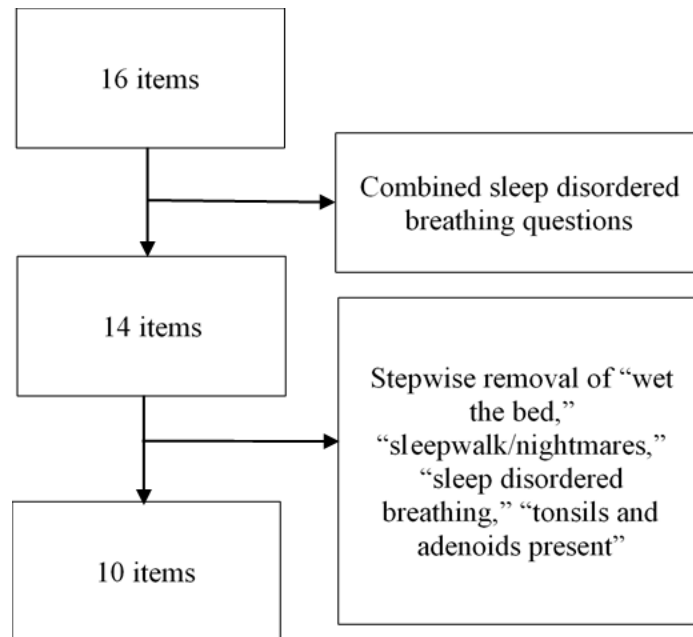 16 items
Combined sleep disordered
breathing questions
14 items
Stepwise removal of “wet
the bed,”
“sleepwalk/nightmares,”
“sleep disordered
breathing,” “tonsils and
adenoids present”
10 items